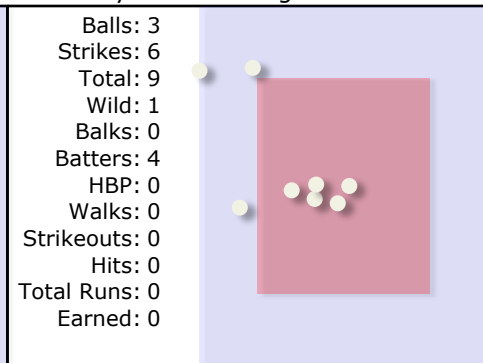 Balls: 3
Strikes: 6
Total: 9
Wild: 1
Balks: 0
Batters: 4
HBP: 0
Walks: 0
Strikeouts: 0
Hits: 0
Total Runs: 0
Earned: 0